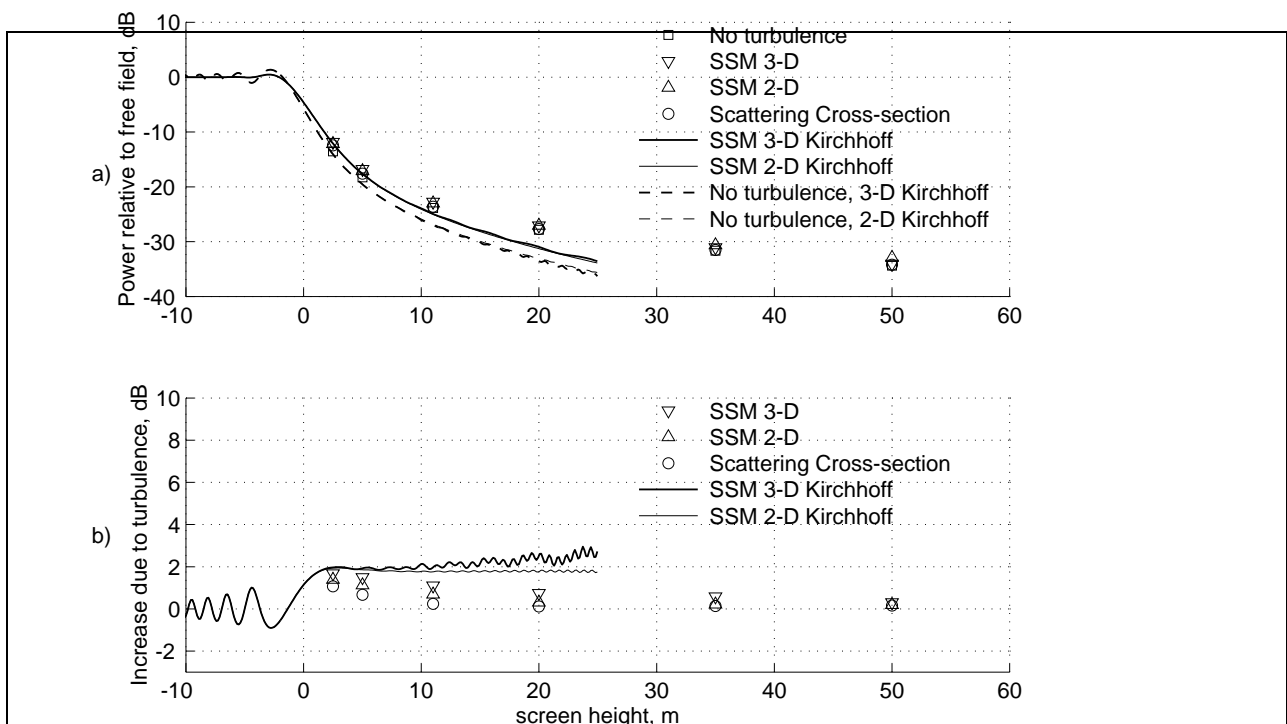 a)
Power relative to free field, dB
10
0
-10
-20
-30
-40
-10
0
10
20
30
40
50
60
No turbulence
SSM 3-D
SSM 2-D
Scattering Cross-section
SSM 3-D Kirchhoff
SSM 2-D Kirchhoff
No turbulence, 3-D Kirchhoff
No turbulence, 2-D Kirchhoff
b)
Increase due to turbulence, dB
10
8
6
4
2
0
-2
-10
0
10
20
30
40
50
60
SSM 3-D
SSM 2-D
Scattering Cross-section
SSM 3-D Kirchhoff
SSM 2-D Kirchhoff
screen height, m